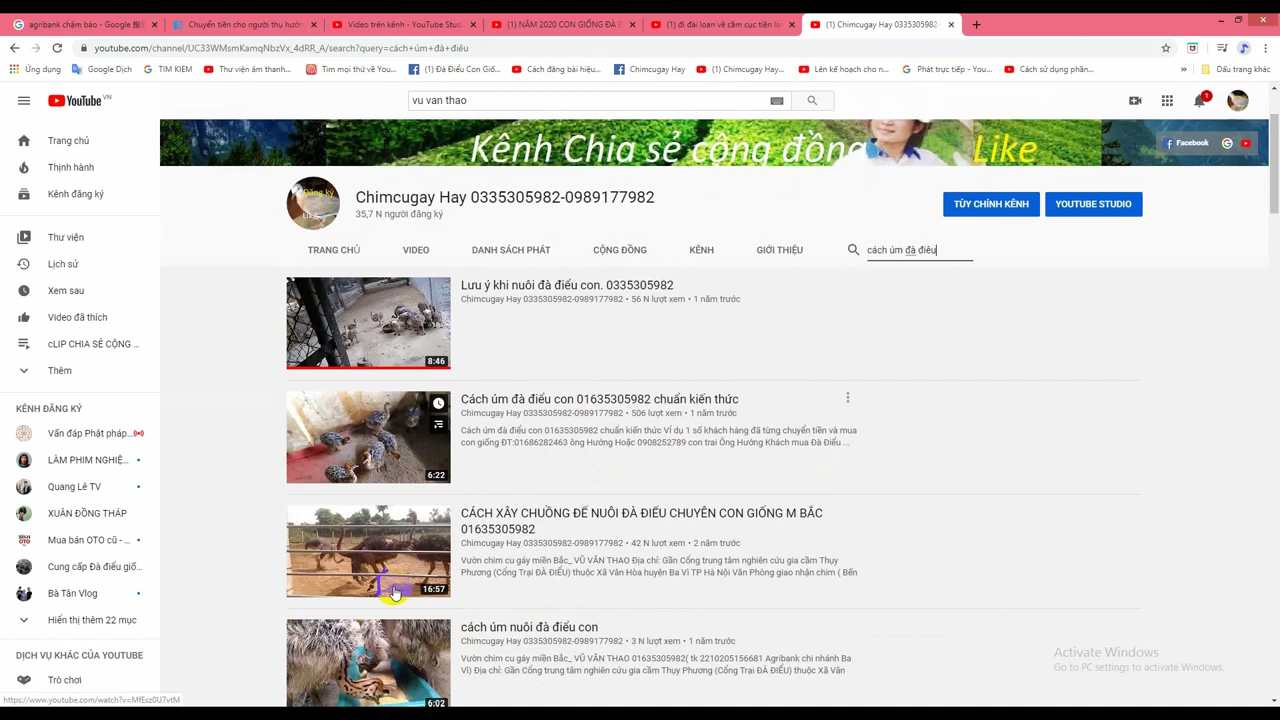 agribank chậm báo - Google 搜
Chuyển tiền cho người thụ hưởn
Video trên kênh - YouTube Studi
(1) NĂM 2020 CON GIỐNG ĐÀ Đ
(1) đi đài loan về cầm cục tiền làm
(1) Chimcugay Hay 0335305982-
youtube.com/channel/UC33WMsmKamqNbzVx_4dRR_A/search?query=cách+úm+đà+điêu
Ứng dụng
Google Dịch
TIM KIEM
Thư viện âm thanh...
Tim mọi thứ về You...
(1) Đà Điểu Con Giố...
Cách đăng bài hiệu...
Chimcugay Hay
(1) Chimcugay Hay...
Lên kế hoạch cho n...
Phát trực tiếp - You...
Cách sử dụng phần...
»
Dấu trang khác
YouTube VN
vu van thao
1
Trang chủ
Thịnh hành
Kênh đăng ký
Thư viện
Lịch sử
Xem sau
Video đã thích
cLIP CHIA SẺ CỘNG ...
Thêm
KÊNH ĐĂNG KÝ
Vấn đáp Phật pháp...
LÀM PHIM NGHIỆ...
Quang Lê TV
XUÂN ĐỒNG THÁP
Mua bán OTO cũ - ...
Cung cấp Đà điểu giố...
Bà Tân Vlog
Hiển thị thêm 22 mục
DỊCH VỤ KHÁC CỦA YOUTUBE
Trò chơi
https://www.youtube.com/watch?v=MfEsz0U7vtM
Kênh Chia sẻ cộng đồng
Like
Facebook
Đăng ký
Like
Chimcugay Hay 0335305982-0989177982
35,7 N người đăng ký
TÙY CHỈNH KÊNH
YOUTUBE STUDIO
TRANG CHỦ
VIDEO
DANH SÁCH PHÁT
CỘNG ĐỒNG
KÊNH
GIỚI THIỆU
cách úm đà điêu
8:46
Lưu ý khi nuôi đà điểu con. 0335305982
Chimcugay Hay 0335305982-0989177982 • 56 N lượt xem • 1 năm trước
6:22
Cách úm đà điểu con 01635305982 chuẩn kiến thức
Chimcugay Hay 0335305982-0989177982 • 506 lượt xem • 1 năm trước
Cách úm đà điểu con 01635305982 chuẩn kiến thức Ví dụ 1 số khách hàng đã từng chuyển tiền và mua
con giống ĐT:01686282463 ông Hướng Hoặc 0908252789 con trai Ông Hướng Khách mua Đà Điểu ...
16:57
CÁCH XÂY CHUỒNG ĐỂ NUÔI ĐÀ ĐIỂU CHUYÊN CON GIỐNG M BẮC
01635305982
Chimcugay Hay 0335305982-0989177982 • 42 N lượt xem • 2 năm trước
Vườn chim cu gáy miền Bắc_ VŨ VĂN THAO Địa chỉ: Gần Cổng trung tâm nghiên cứu gia cầm Thụy
Phương (Cổng Trại ĐÀ ĐIỂU) thuộc Xã Vân Hòa huyện Ba Vì TP Hà Nội Văn Phòng giao nhận chim ( Bến
6:02
cách úm nuôi đà điểu con
Chimcugay Hay 0335305982-0989177982 • 3 N lượt xem • 1 năm trước
Vườn chim cu gáy miền Bắc_ VŨ VĂN THAO 01635305982( tk 2210205156681 Agribank chi nhánh Ba
Vì) Địa chỉ: Gần Cổng trung tâm nghiên cứu gia cầm Thụy Phương (Cổng Trại ĐÀ ĐIỂU) thuộc Xã Vân
Activate Windows
Go to PC settings to activate Windows.